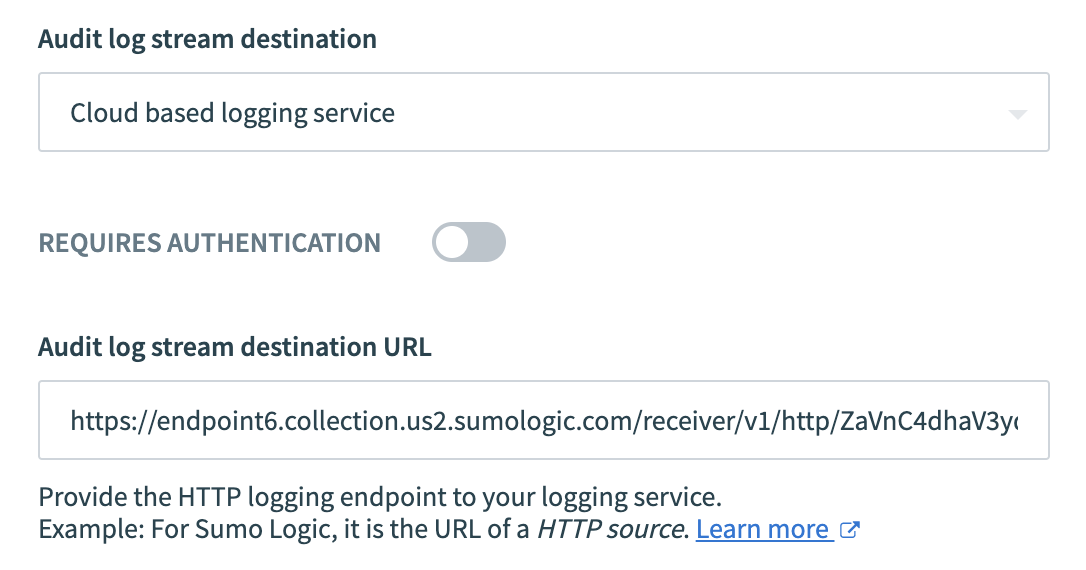 Audit log stream destination
Cloud based logging service
REQUIRES AUTHENTICATION
Audit log stream destination URL
https://endpoint6.collection.us2.sumologic.com/receiver/v1/http/ZaVnC4dhaV3y
Provide the HTTP logging endpoint to your logging service.
Example: For Sumo Logic, it is the URL of a HTTP source. Learn more